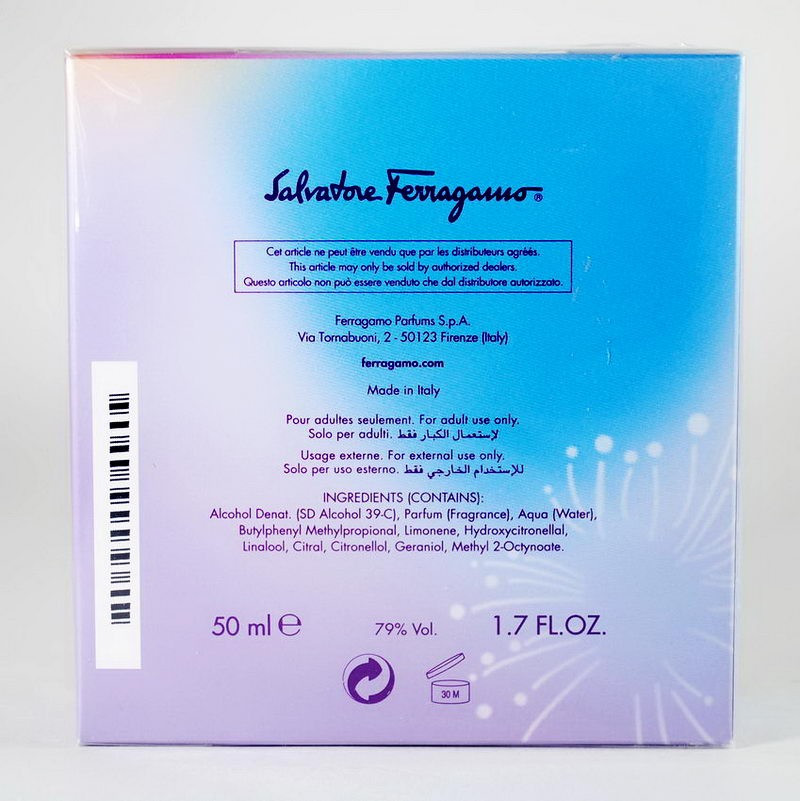 Salvatore Ferragamo®
Cet article ne peut être vendu que par les distributeurs agréés.
This article may only be sold by authorized dealers.
Questo articolo non può essere venduto che dal distributore autorizzato.
Ferragamo Parfums S.p.A.
Via Tornabuoni, 2 - 50123 Firenze (Italy)
ferragamo.com
Made in Italy
Pour adultes seulement. For adult use only.
Solo per adulti. لإستعمال الكبار فقط
Usage externe. For external use only.
Solo per uso esterno. للإستخدام الخارجي فقط
INGREDIENTS (CONTAINS):
Alcohol Denat. (SD Alcohol 39-C), Parfum (Fragrance), Aqua (Water),
Butylphenyl Methylpropional, Limonene, Hydroxycitronellal,
Linalool, Citral, Citronellol, Geraniol, Methyl 2-Octynoate.
50 ml ℮ 79% Vol. 1.7 FL.OZ.
30 M